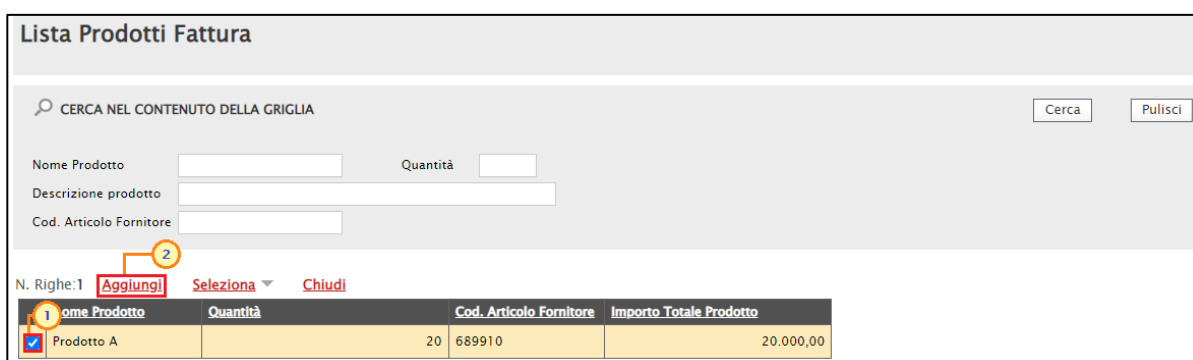 Lista Prodotti Fattura
CERCA NEL CONTENUTO DELLA GRIGLIA Cerca Pulisci
Nome Prodotto Quantità
Descrizione prodotto
Cod. Articolo Fornitore
2
N. Righe:1 Aggiungi Seleziona Chiudi
1 ome Prodotto Quantità Cod. Articolo Fornitore Importo Totale Prodotto
Prodotto A 20 689910 20.000,00